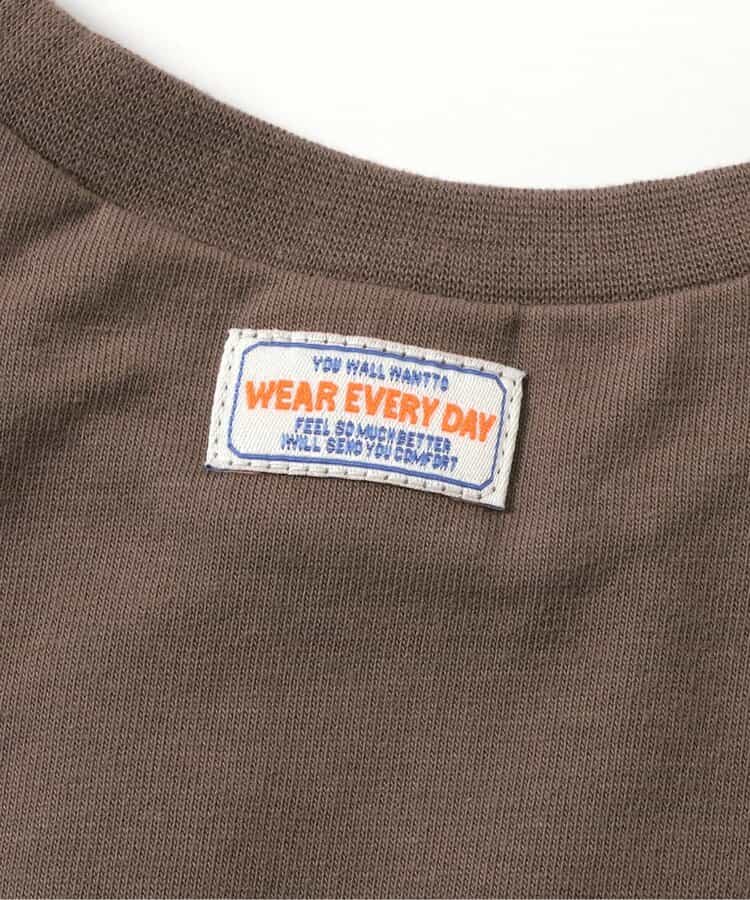 YOU WALL WANTTO
WEAR EVERY DAY
FEEL SO MUCH BETTER
I WILL SEND YOU COMFORT